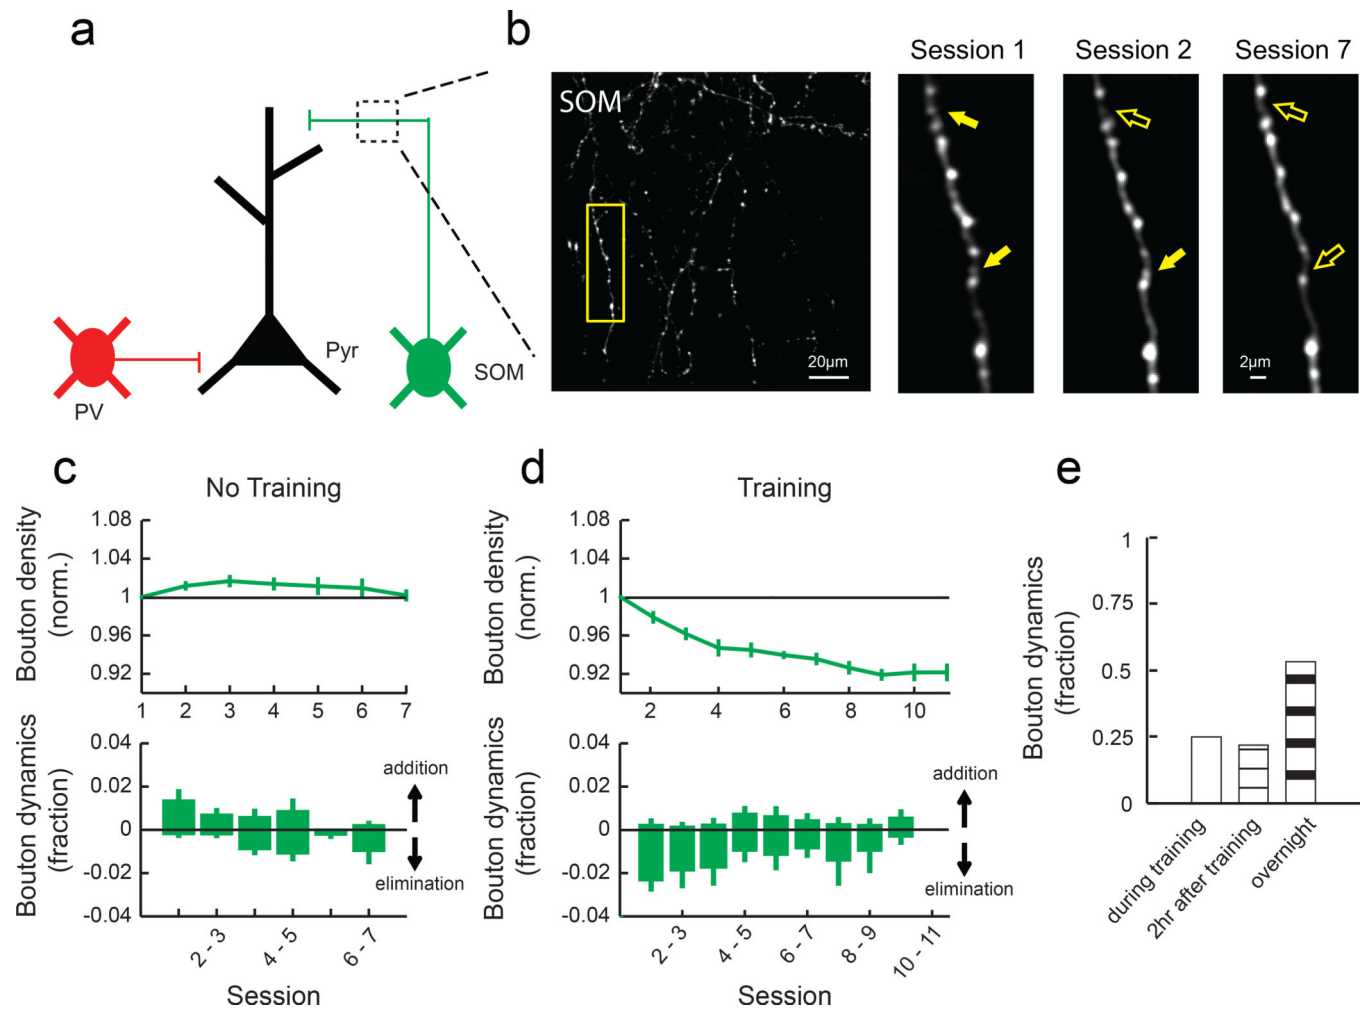 a
PV
Pyr
SOM
b
SOM
20μm
Session 1
Session 2
Session 7
2μm
c
No Training
Bouton density
(norm.)
1.08
1.04
1
0.96
0.92
1 2 3 4 5 6 7
Bouton dynamics
(fraction)
0.04
0.02
0
-0.02
-0.04
addition
elimination
2 - 3
4 - 5
6 - 7
Session
d
Training
Bouton density
(norm.)
1.08
1.04
1
0.96
0.92
2 4 6 8 10
Bouton dynamics
(fraction)
0.04
0.02
0
-0.02
-0.04
addition
elimination
2 - 3
4 - 5
6 - 7
8 - 9
10 - 11
Session
e
Bouton dynamics
(fraction)
1
0.75
0.5
0.25
0
during training
2hr after training
overnight